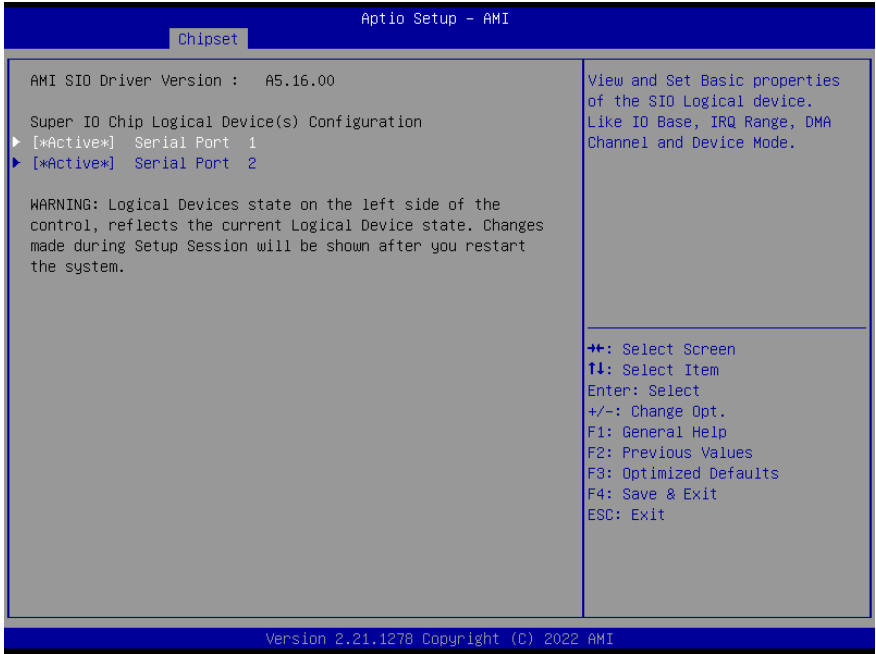 Aptio Setup – AMI
Chipset
AMI SIO Driver Version : A5.16.00
Super IO Chip Logical Device(s) Configuration
[*Active*] Serial Port 1
[*Active*] Serial Port 2
WARNING: Logical Devices state on the left side of the
control, reflects the current Logical Device state. Changes
made during Setup Session will be shown after you restart
the system.
View and Set Basic properties
of the SIO Logical device.
Like IO Base, IRQ Range, DMA
Channel and Device Mode.
→←: Select Screen
↑↓: Select Item
Enter: Select
+/-: Change Opt.
F1: General Help
F2: Previous Values
F3: Optimized Defaults
F4: Save & Exit
ESC: Exit
Version 2.21.1278 Copyright (C) 2022 AMI